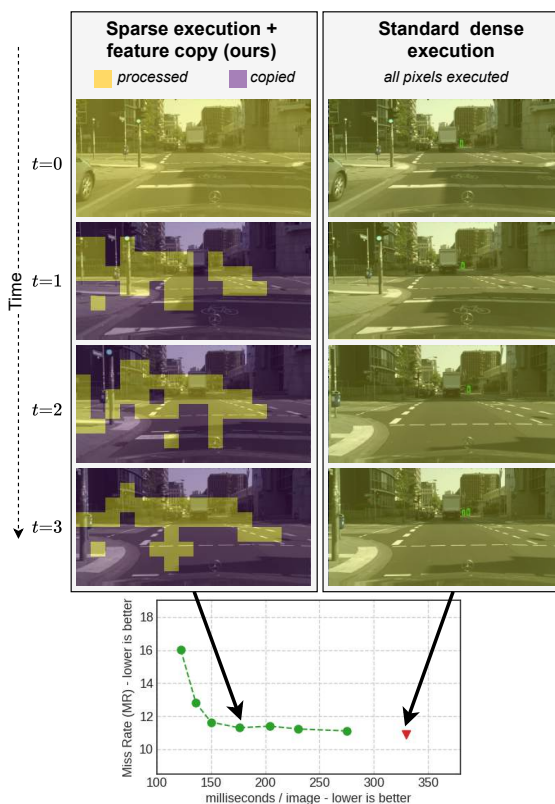 Sparse execution +
feature copy (ours)
processed
copied
Standard dense
execution
all pixels executed
Time
t=0
t=1
t=2
t=3
Miss Rate (MR) - lower is better
18
16
14
12
10
100
150
200
250
300
350
milliseconds / image - lower is better